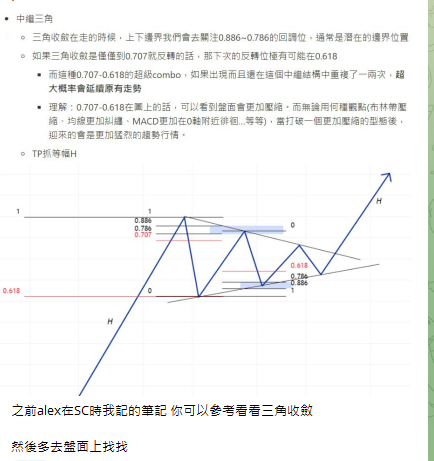 中繼三角
三角收斂在走的時候，上下邊界我們會去關注0.886~0.786的回調位，通常是潛在的邊界位置
如果三角收斂是僅僅到0.707就反轉的話，那下次的反轉位極有可能在0.618
而這種0.707-0.618的超級combo，如果出現而且還在這個中繼結構中重複了一兩次，超
大概率會延續原有走勢
理解：0.707-0.618在圖上的話，可以看到盤面會更加壓縮。而無論用何種觀點(布林帶壓
縮、均線更加糾纏、MACD更加在0軸附近徘徊...等等)，當打破一個更加壓縮的型態後，
迎來的會是更加猛烈的趨勢行情。
TP抓等幅H
1
1
0.886
0.786
0.707
0
H
0.618
0.786
0.886
1
0.618
0
H
之前alex在SC時我記的筆記 你可以參考看看三角收斂
然後多去盤面上找找